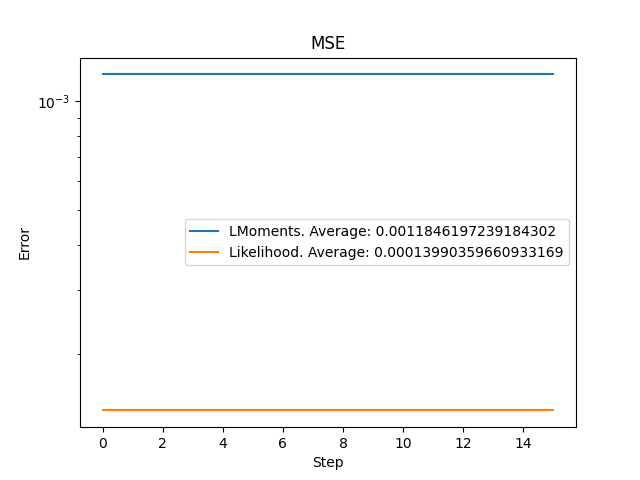 MSE
10⁻³
Error
LMoments. Average: 0.0011846197239184302
Likelihood. Average: 0.00013990359660933169
0 2 4 6 8 10 12 14
Step